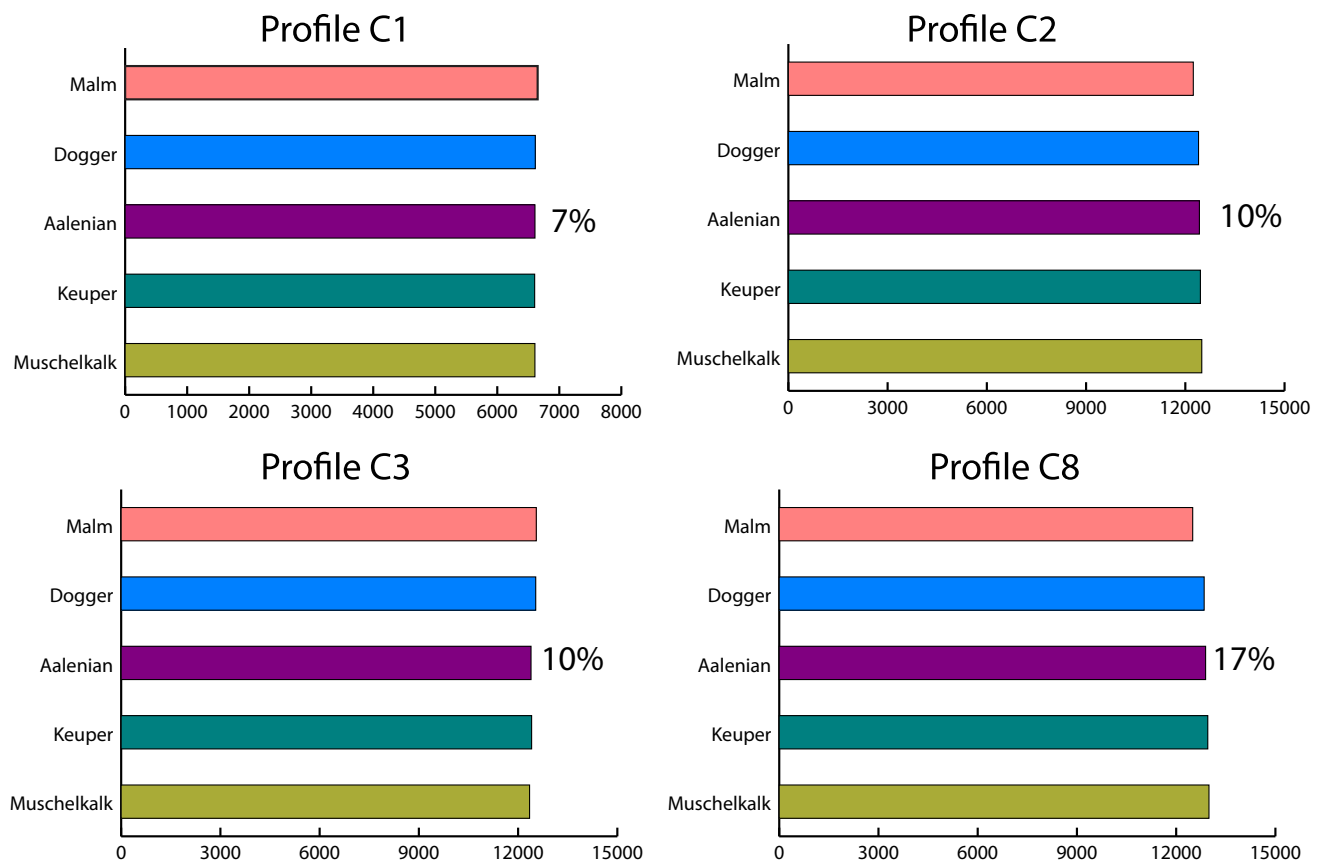 Profile C1
Malm
Dogger
Aalenian
7%
Keuper
Muschelkalk
0 1000 2000 3000 4000 5000 6000 7000 8000
Profile C2
Malm
Dogger
Aalenian
10%
Keuper
Muschelkalk
0 3000 6000 9000 12000 15000
Profile C3
Malm
Dogger
Aalenian
10%
Keuper
Muschelkalk
0 3000 6000 9000 12000 15000
Profile C8
Malm
Dogger
Aalenian
17%
Keuper
Muschelkalk
0 3000 6000 9000 12000 15000